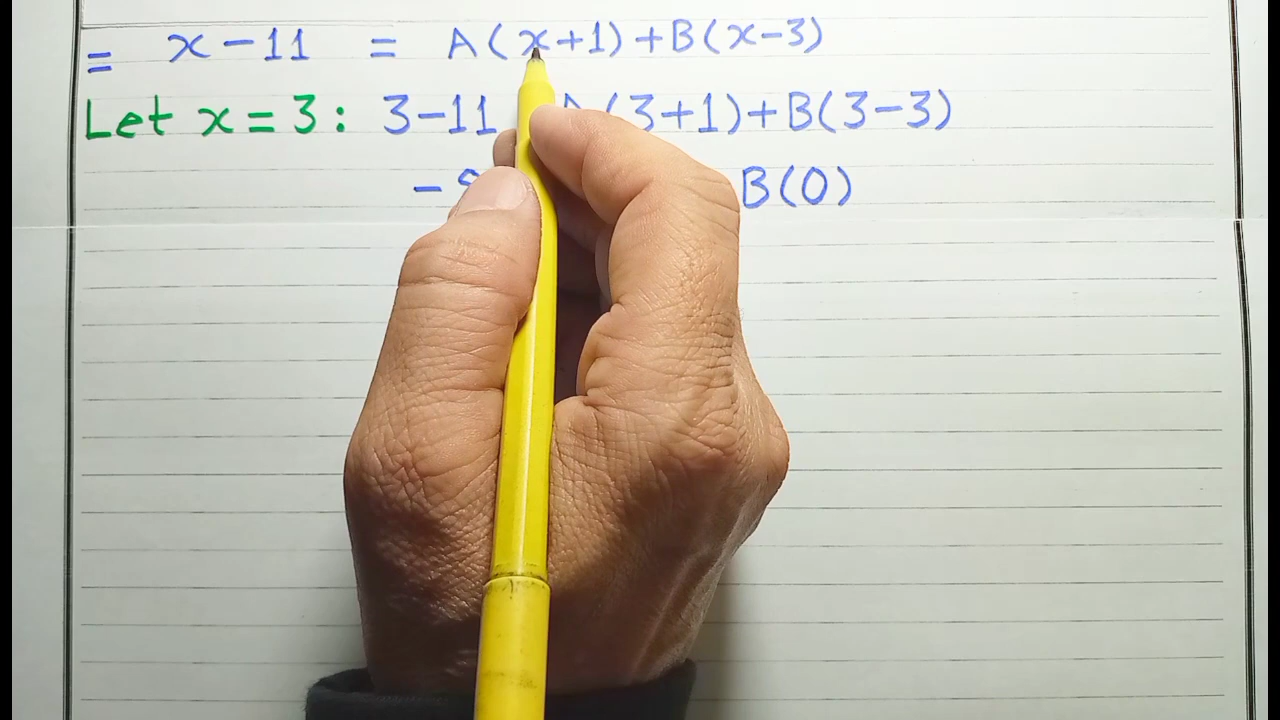 = x-11 = A(x+1)+B(x-3)
Let x=3: 3-11 A(3+1)+B(3-3)
- B(0)